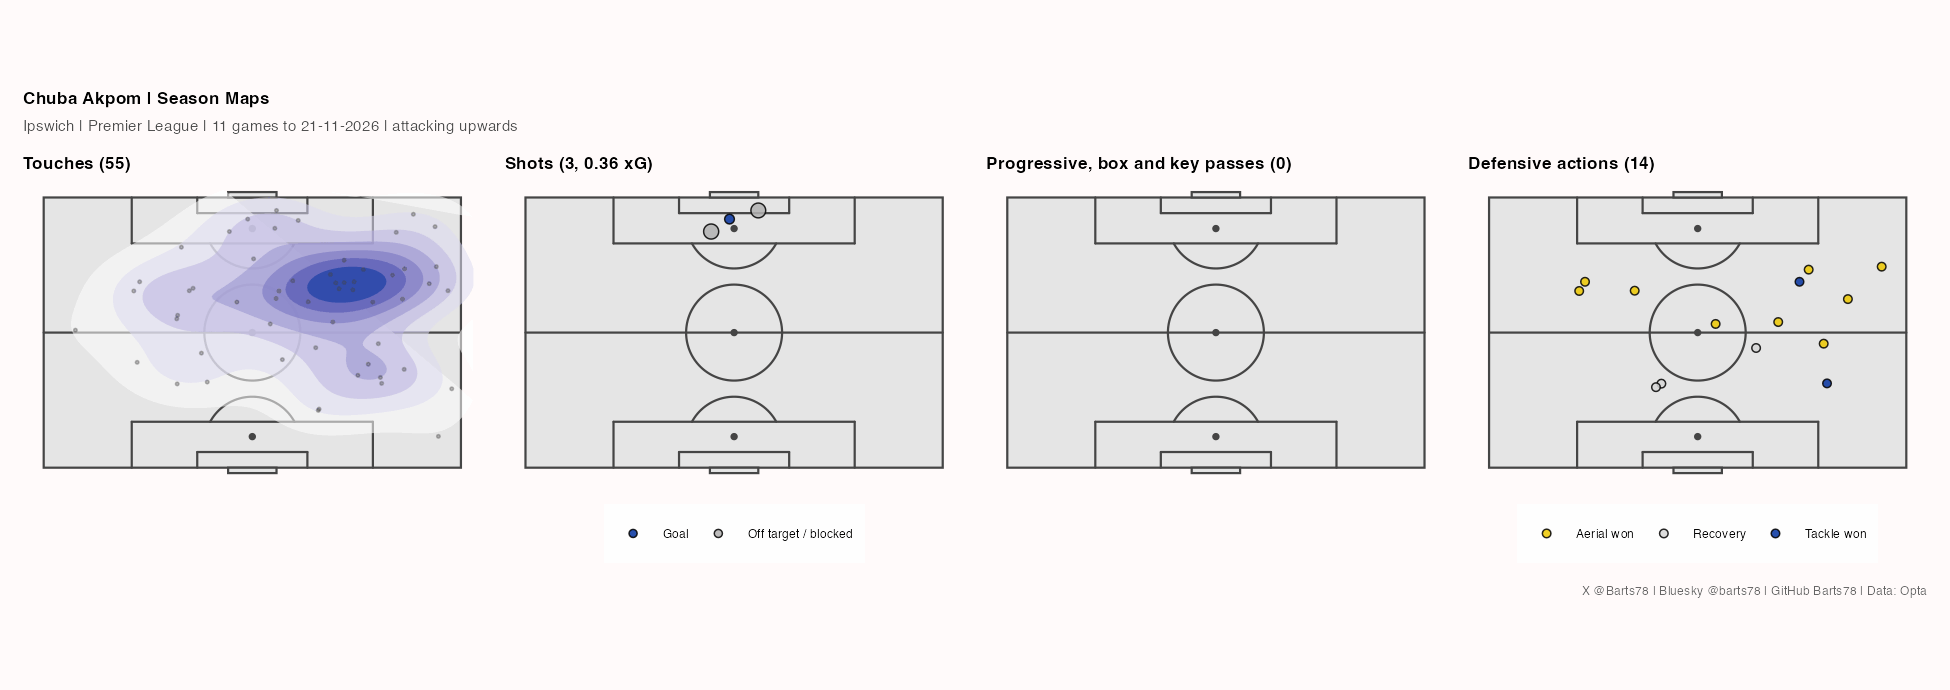 Chuba Akpom | Season Maps
Ipswich | Premier League | 11 games to 21-11-2026 | attacking upwards
Touches (55)
Shots (3, 0.36 xG)
Progressive, box and key passes (0)
Defensive actions (14)
Goal
Off target / blocked
Aerial won
Recovery
Tackle won
X @Barts78 | Bluesky @barts78 | GitHub Barts78 | Data: Opta